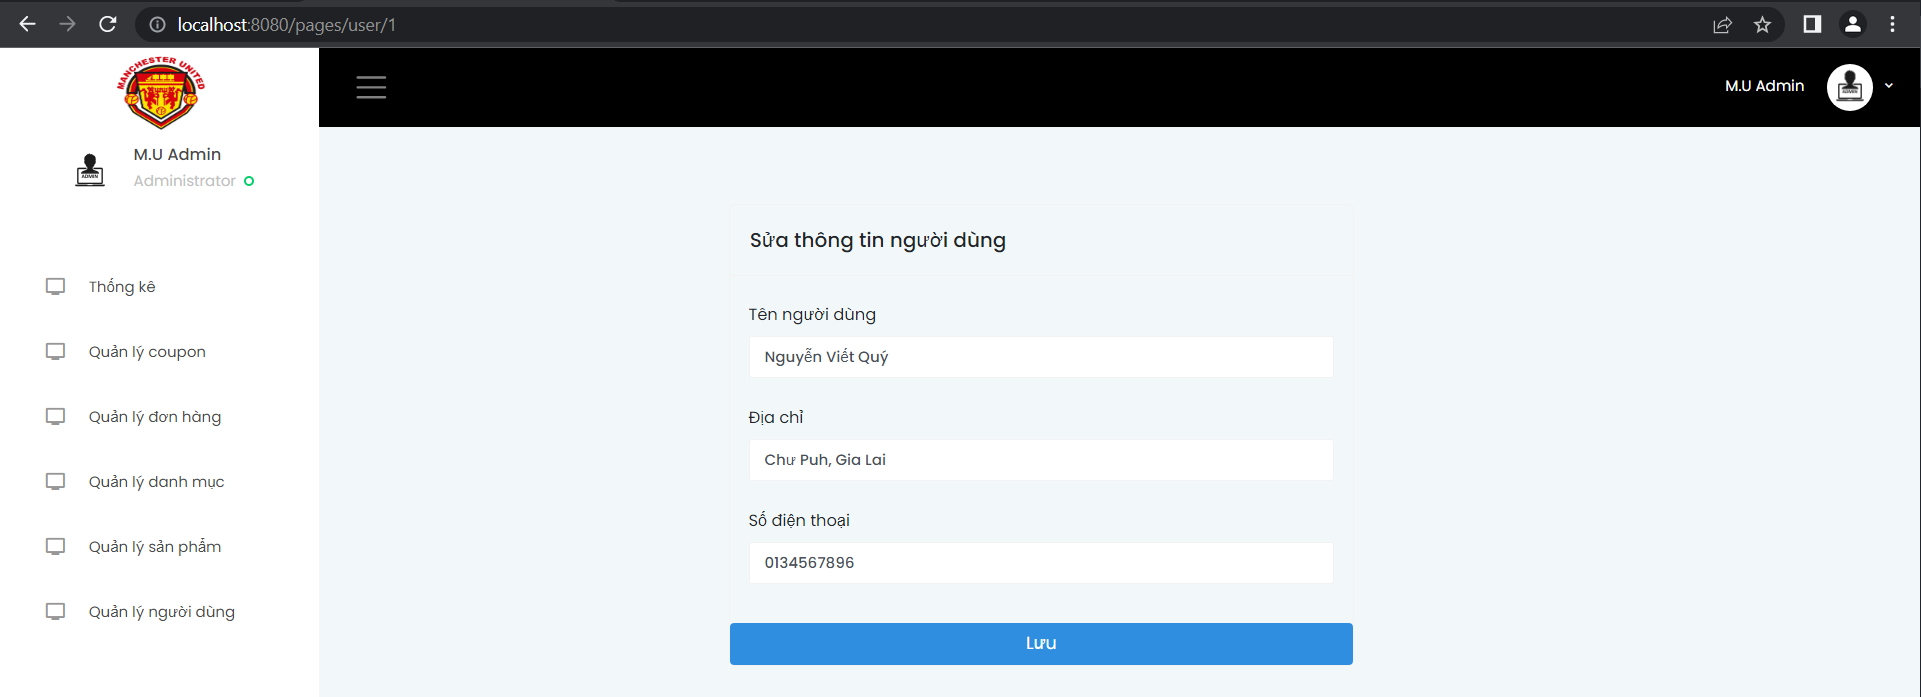 localhost:8080/pages/user/1
MANCHESTER UNITED
M.U Admin
ADMIN
M.U Admin
Administrator
ADMIN
Thống kê
Quản lý coupon
Quản lý đơn hàng
Quản lý danh mục
Quản lý sản phẩm
Quản lý người dùng
Sửa thông tin người dùng
Tên người dùng
Nguyễn Viết Quý
Địa chỉ
Chư Puh, Gia Lai
Số điện thoại
0134567896
Lưu